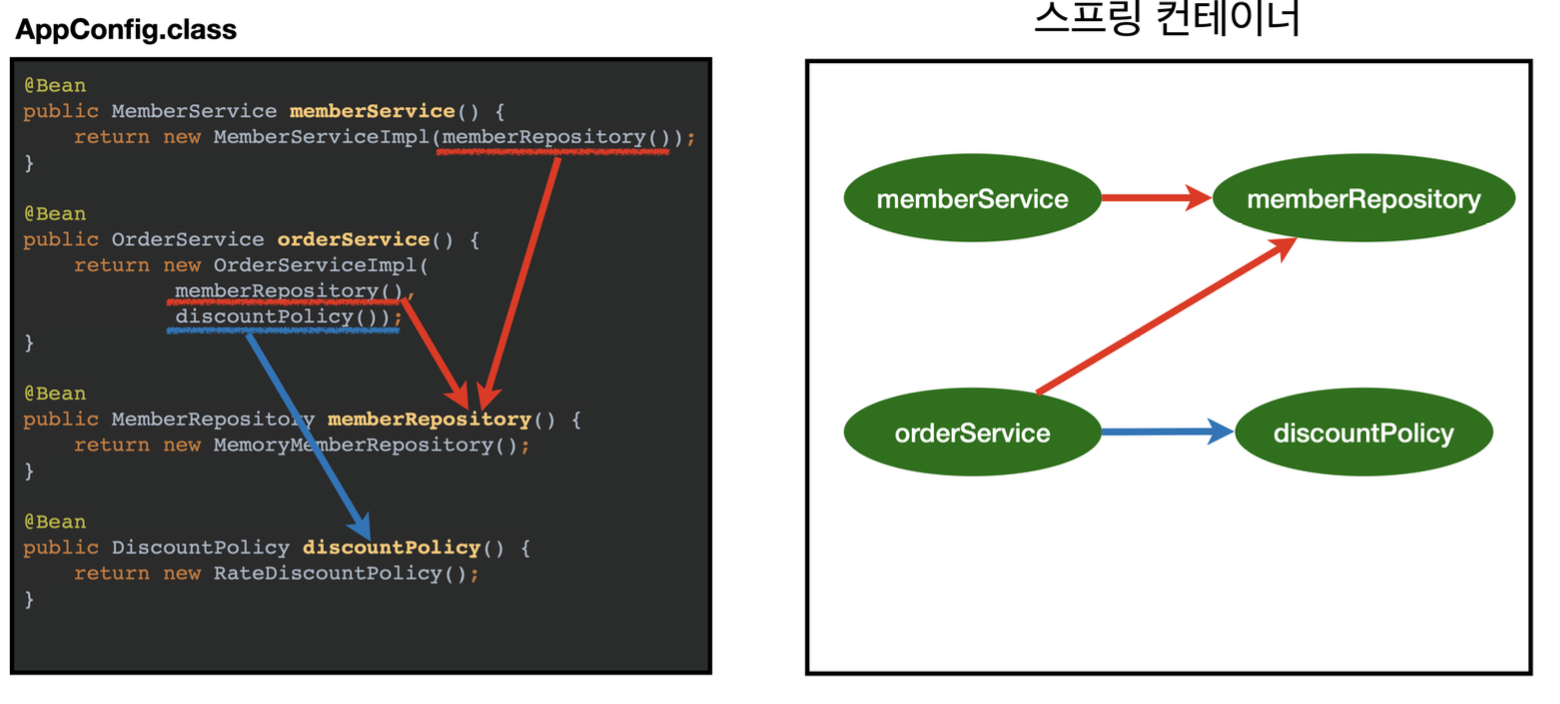 AppConfig.class
@Bean
public MemberService memberService() {
    return new MemberServiceImpl(memberRepository());
}
@Bean
public OrderService orderService() {
    return new OrderServiceImpl(
            memberRepository(),
            discountPolicy());
}
@Bean
public MemberRepository memberRepository() {
    return new MemoryMemberRepository();
}
@Bean
public DiscountPolicy discountPolicy() {
    return new RateDiscountPolicy();
}
스프링 컨테이너
memberService
memberRepository
orderService
discountPolicy